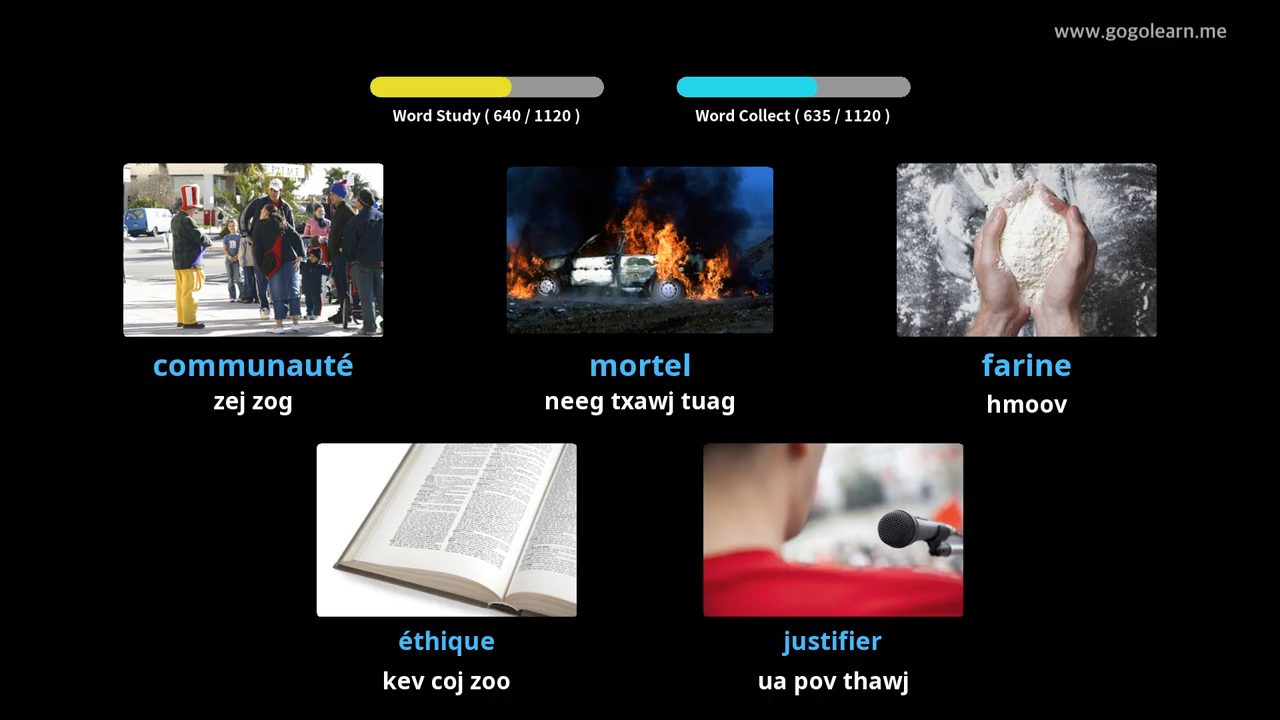 www.gogolearn.me
Word Study ( 640 / 1120 )
Word Collect ( 635 / 1120 )
communauté
zej zog
mortel
neeg txawj tuag
farine
hmoov
éthique
kev coj zoo
justifier
ua pov thawj